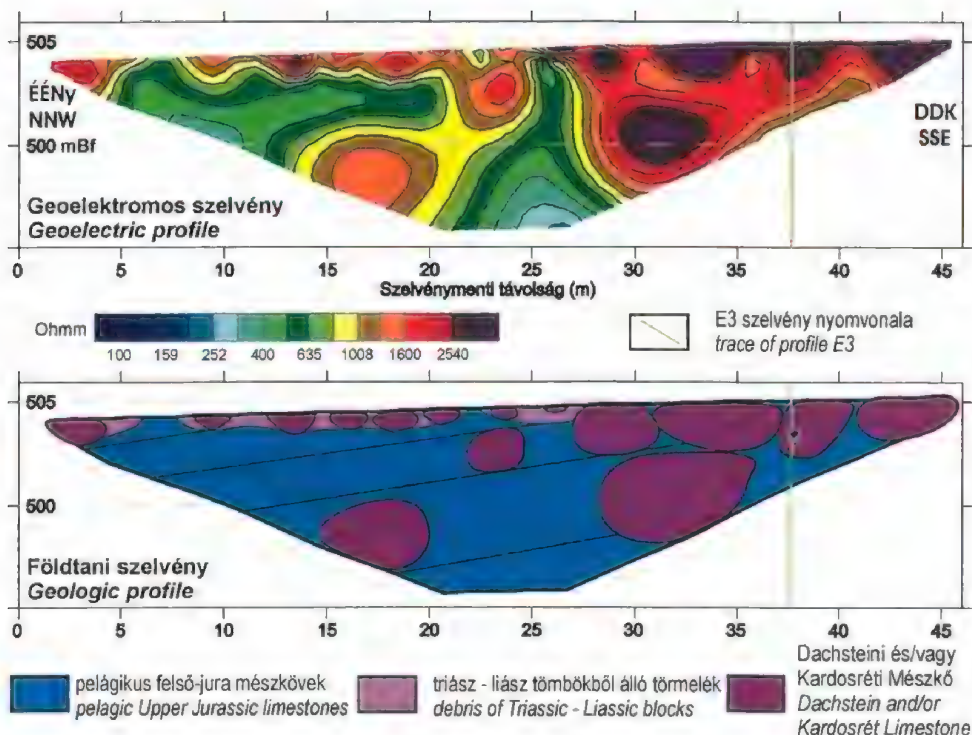 505
ÉÉNy
NNW
500 mBf
DDK
SSE
Geoelektromos szelvény
Geoelectric profile
0 5 10 15 20 25 30 35 40 45
Szelvénymenti távolság (m)
Ohmm
100 159 252 400 635 1008 1600 2540
E3 szelvény nyomvonala
trace of profile E3
505
500
Földtani szelvény
Geologic profile
0 5 10 15 20 25 30 35 40 45
pelágikus felső-jura mészkövek
pelagic Upper Jurassic limestones
triász - liász tömbökből álló törmelék
debris of Triassic - Liassic blocks
Dachsteini és/vagy
Kardosréti Mészkő
Dachstein and/or
Kardosrét Limestone